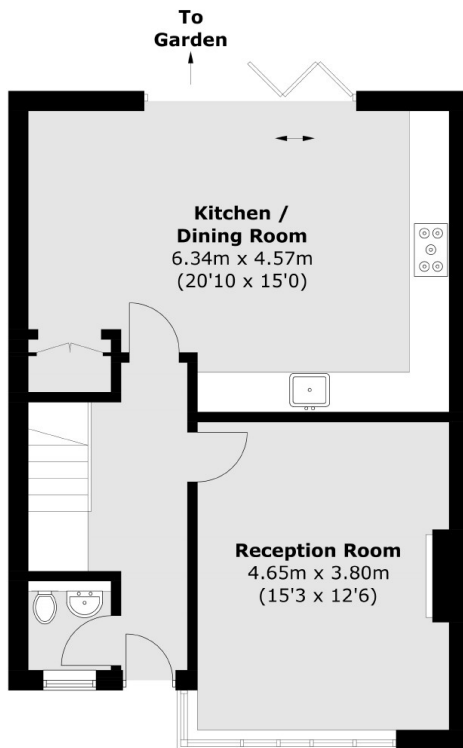 To
Garden
Kitchen /
Dining Room
6.34m x 4.57m
(20'10 x 15'0)
Reception Room
4.65m x 3.80m
(15'3 x 12'6)